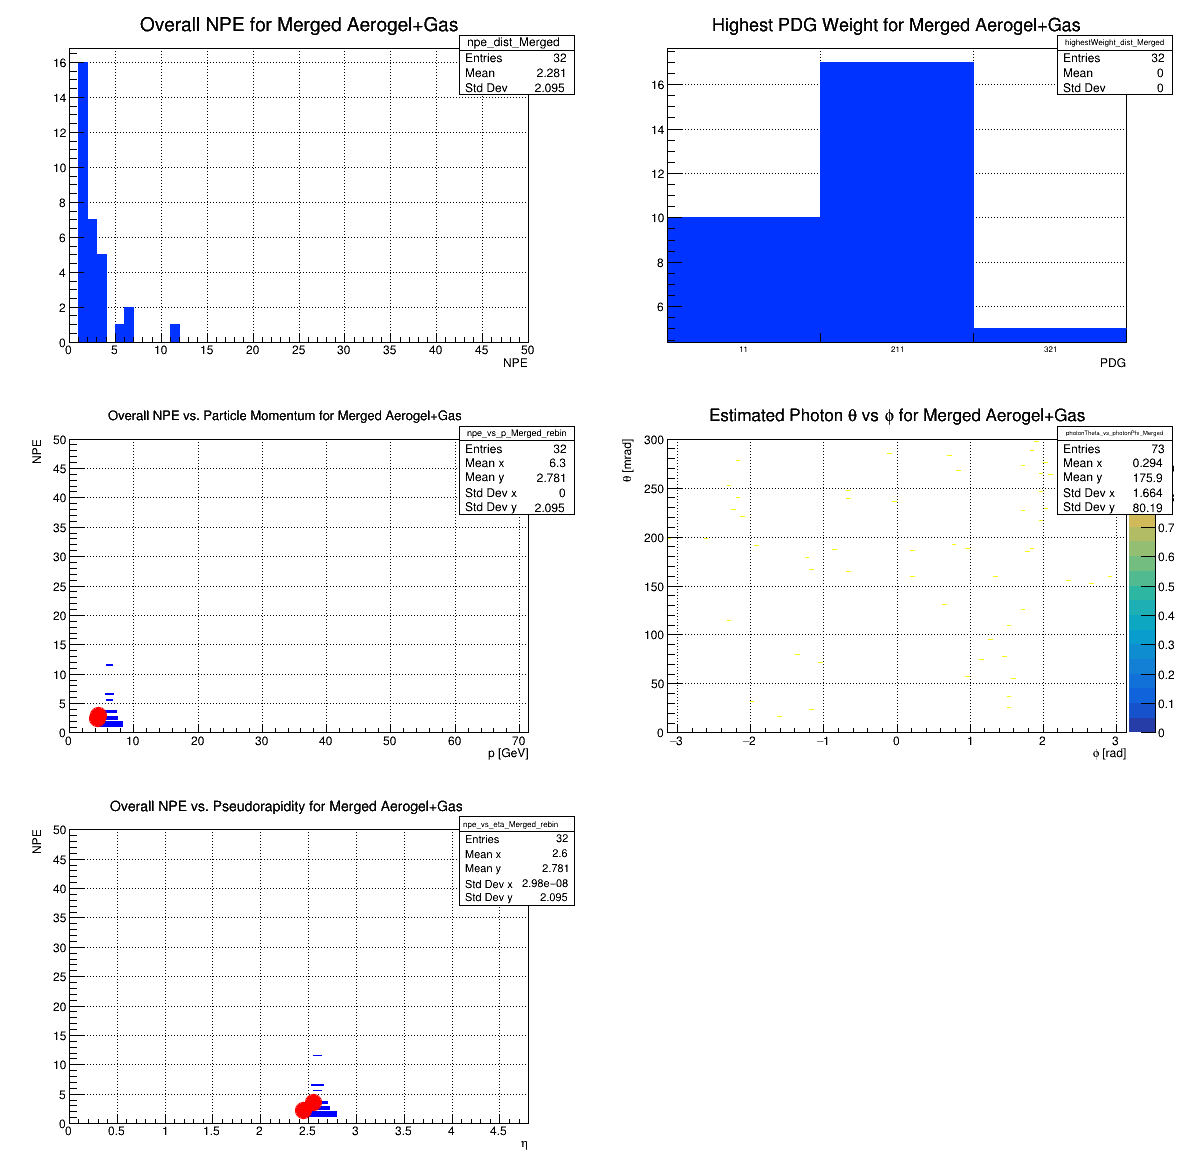 Overall NPE for Merged Aerogel+Gas
npe_dist_Merged
Entries 32
Mean 2.281
Std Dev 2.095
16
14
12
10
8
6
4
2
0
0 5 10 15 20 25 30 35 40 45 50
NPE
Highest PDG Weight for Merged Aerogel+Gas
highestWeight_dist_Merged
Entries 32
Mean 0
Std Dev 0
16
14
12
10
8
6
11 211 321
PDG
Overall NPE vs. Particle Momentum for Merged Aerogel+Gas
NPE
npe_vs_p_Merged_rebin
Entries 32
Mean x 6.3
Mean y 2.781
Std Dev x 0
Std Dev y 2.095
50
45
40
35
30
25
20
15
10
5
0
0 10 20 30 40 50 60 70
p [GeV]
Estimated Photon θ vs ϕ for Merged Aerogel+Gas
θ [mrad]
photonTheta_vs_photonPhi_Merged
Entries 73
Mean x 0.294
Mean y 175.9
Std Dev x 1.664
Std Dev y 80.19
300
250
200
150
100
50
0
−3 −2 −1 0 1 2 3
ϕ [rad]
0.7
0.6
0.5
0.4
0.3
0.2
0.1
0
Overall NPE vs. Pseudorapidity for Merged Aerogel+Gas
NPE
npe_vs_eta_Merged_rebin
Entries 32
Mean x 2.6
Mean y 2.781
Std Dev x 2.98e−08
Std Dev y 2.095
50
45
40
35
30
25
20
15
10
5
0
0 0.5 1 1.5 2 2.5 3 3.5 4 4.5
η